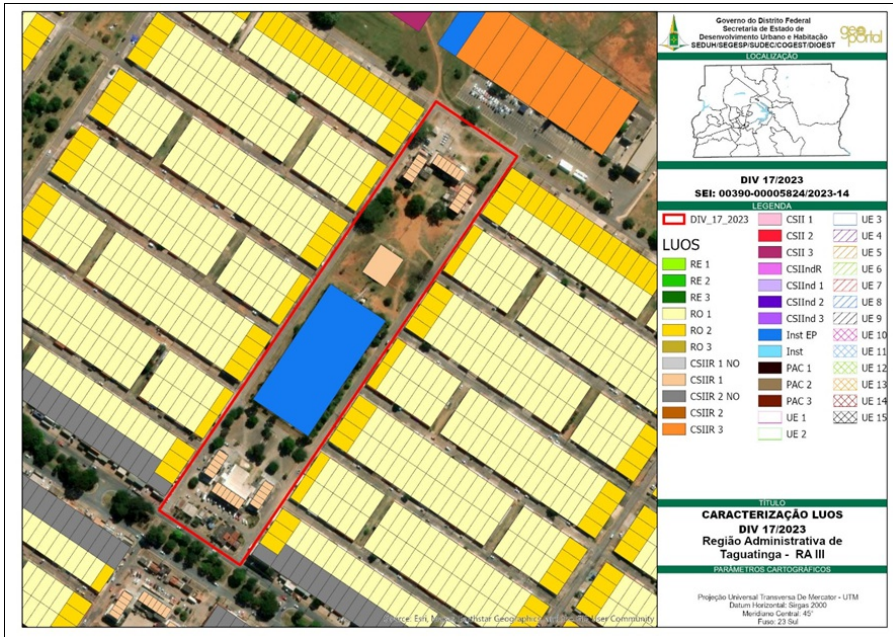 Governo do Distrito Federal
Secretaria de Estado de
Desenvolvimento Urbano e Habitação
SEDUH/SEGESP/SUDEC/COGEST/DIOEST
geoportal
LOCALIZAÇÃO
DIV 17/2023
SEI: 00390-00005824/2023-14
LEGENDA
DIV_17_2023
LUOS
RE 1
RE 2
RE 3
RO 1
RO 2
RO 3
CSIIR 1 NO
CSIIR 1
CSIIR 2 NO
CSIIR 2
CSIIR 3
CSII 1
CSII 2
CSII 3
CSIIndR
CSIInd 1
CSIInd 2
CSIInd 3
Inst EP
Inst
PAC 1
PAC 2
PAC 3
UE 1
UE 2
UE 3
UE 4
UE 5
UE 6
UE 7
UE 8
UE 9
UE 10
UE 11
UE 12
UE 13
UE 14
UE 15
TÍTULO
CARACTERIZAÇÃO LUOS
DIV 17/2023
Região Administrativa de
Taguatinga - RA III
PARÂMETROS CARTOGRÁFICOS
Projeção Universal Transversa De Mercator - UTM
Datum Horizontal: Sirgas 2000
Meridiano Central: 45°
Fuso: 23 Sul
Esri, User Community